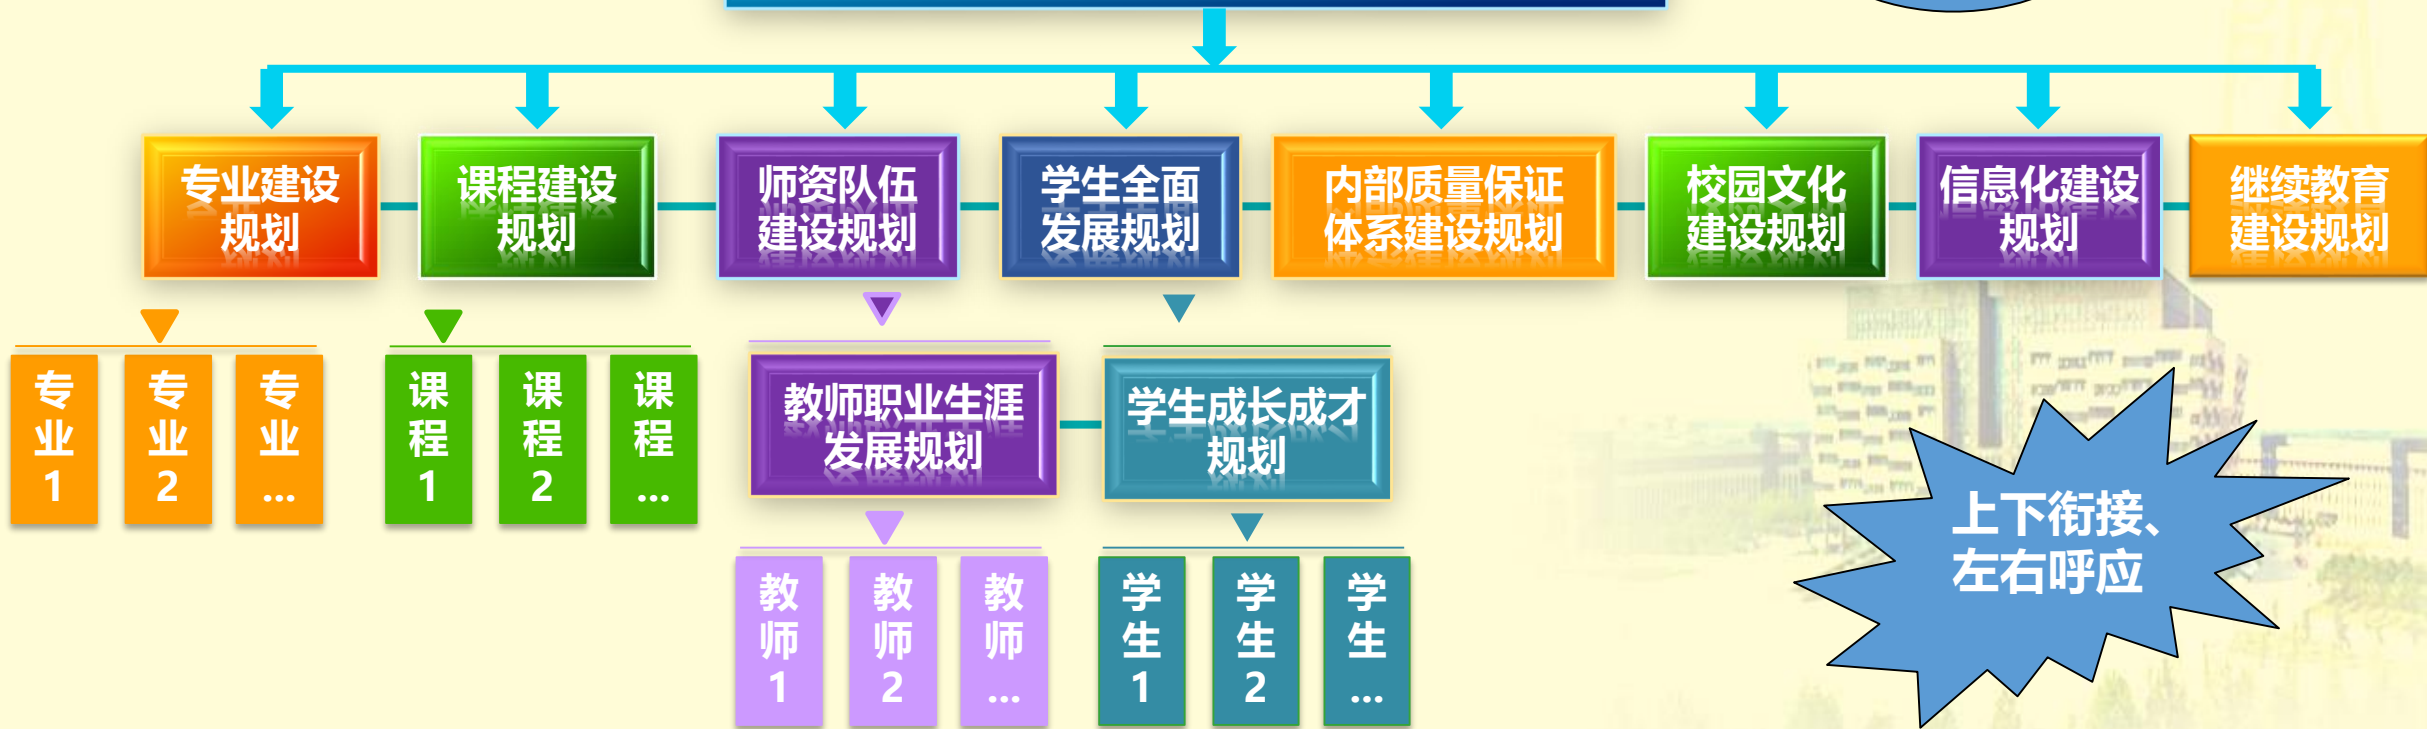 专业建设
规划
课程建设
规划
师资队伍
建设规划
学生全面
发展规划
内部质量保证
体系建设规划
校园文化
建设规划
信息化建设
规划
继续教育
建设规划
专业1
专业2
专业...
课程1
课程2
课程...
教师职业生涯
发展规划
学生成长成才
规划
教师1
教师2
教师...
学生1
学生2
学生...
上下衔接、
左右呼应